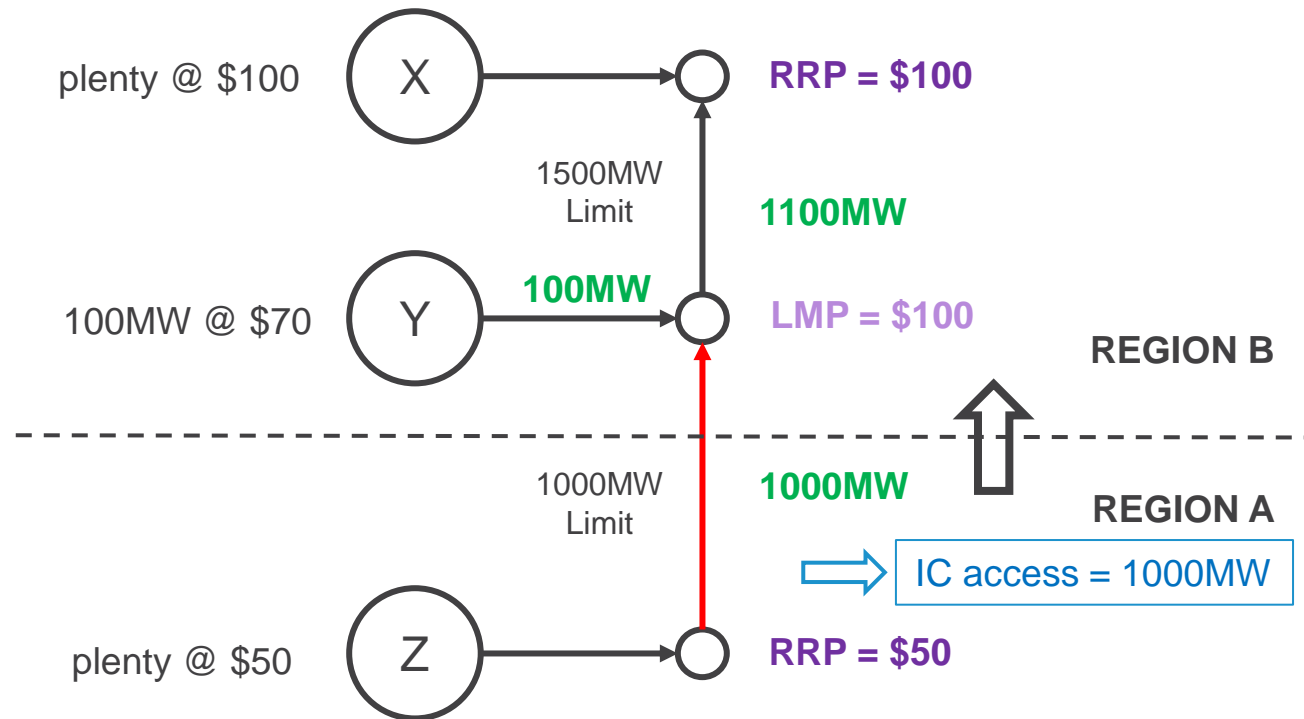 plenty @ $100
X
RRP = $100
1500MW
Limit
1100MW
100MW @ $70
Y
100MW
LMP = $100
REGION B
1000MW
Limit
1000MW
REGION A
IC access = 1000MW
plenty @ $50
Z
RRP = $50